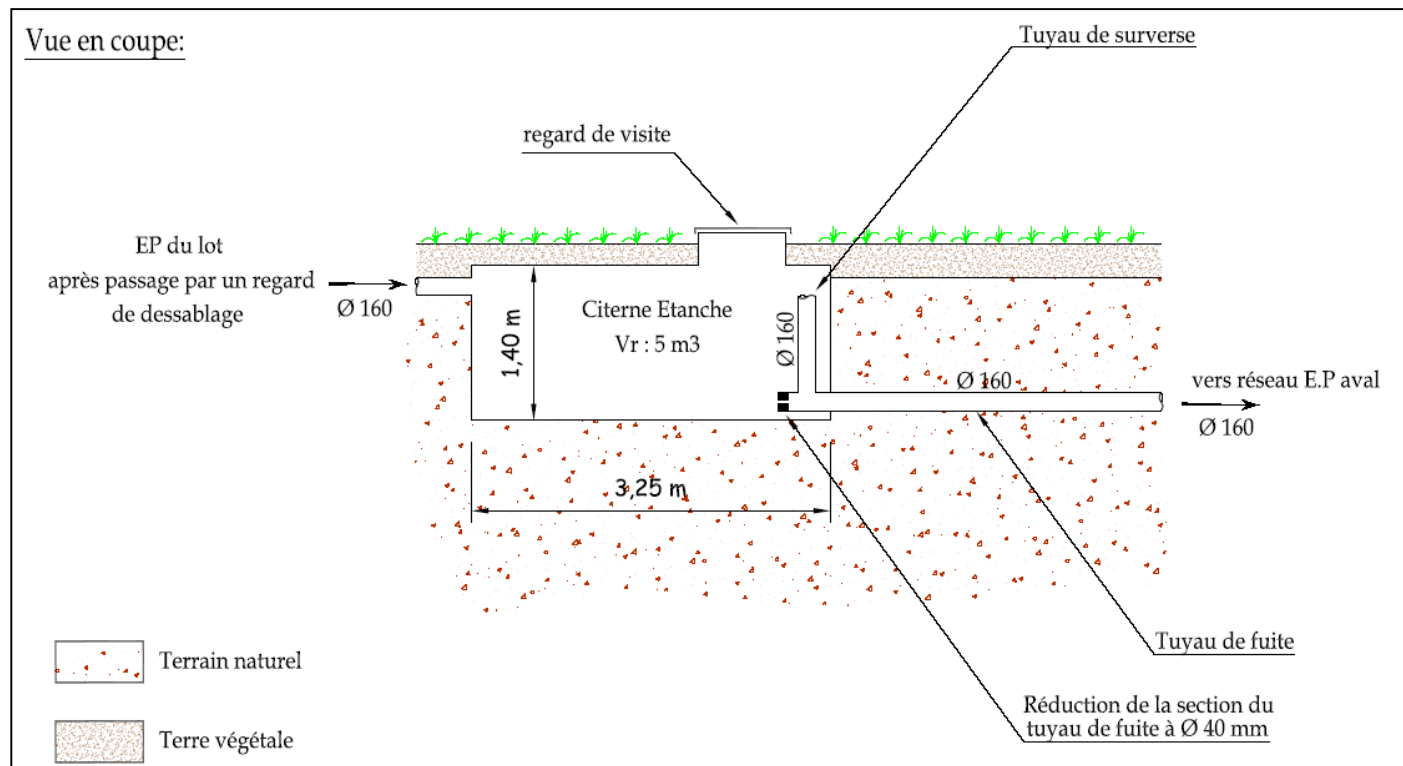 Vue en coupe:
Tuyau de surverse
regard de visite
EP du lot
après passage par un regard
de dessablage
Ø 160
Citerne Etanche
Vr : 5 m3
1,40 m
Ø 160
Ø 160
vers réseau E.P aval
Ø 160
3,25 m
Tuyau de fuite
Réduction de la section du
tuyau de fuite à Ø 40 mm
Terrain naturel
Terre végétale